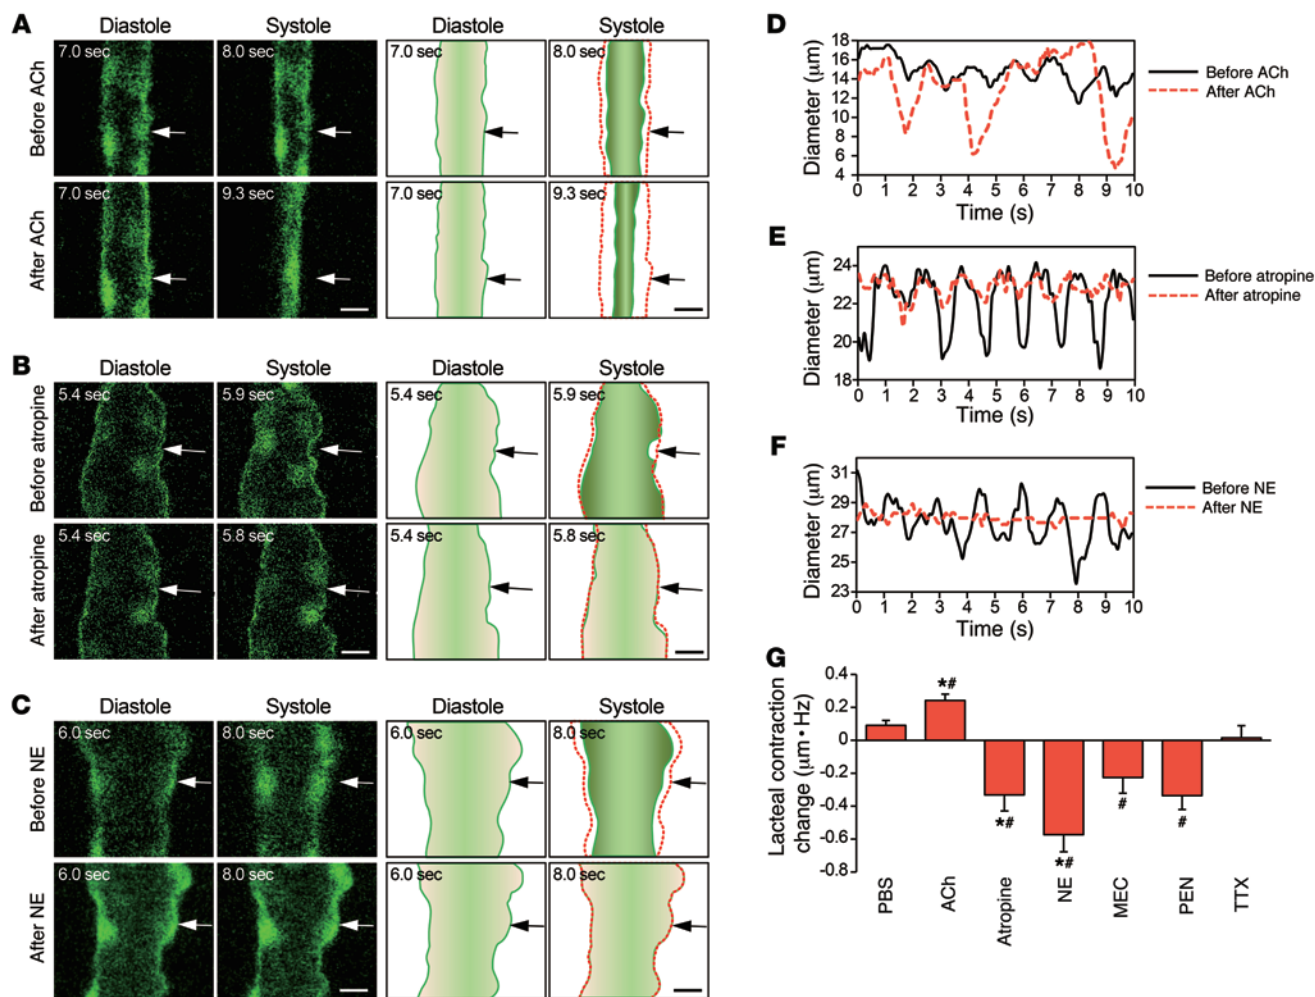 A
Diastole Systole Diastole Systole
Before ACh
7.0 sec 8.0 sec 7.0 sec 8.0 sec
After ACh
7.0 sec 9.3 sec 7.0 sec 9.3 sec
B
Diastole Systole Diastole Systole
Before atropine
5.4 sec 5.9 sec 5.4 sec 5.9 sec
After atropine
5.4 sec 5.8 sec 5.4 sec 5.8 sec
C
Diastole Systole Diastole Systole
Before NE
6.0 sec 8.0 sec 6.0 sec 8.0 sec
After NE
6.0 sec 8.0 sec 6.0 sec 8.0 sec
D
Diameter (μm)
18
16
14
12
10
8
6
4
0 1 2 3 4 5 6 7 8 9 10
Time (s)
Before ACh
After ACh
E
Diameter (μm)
24
22
20
18
0 1 2 3 4 5 6 7 8 9 10
Time (s)
Before atropine
After atropine
F
Diameter (μm)
31
29
27
25
23
0 1 2 3 4 5 6 7 8 9 10
Time (s)
Before NE
After NE
G
Lacteal contraction
change (μm • Hz)
0.4
0.2
0
-0.2
-0.4
-0.6
-0.8
*#
*#
*#
#
#
PBS
ACh
Atropine
NE
MEC
PEN
TTX